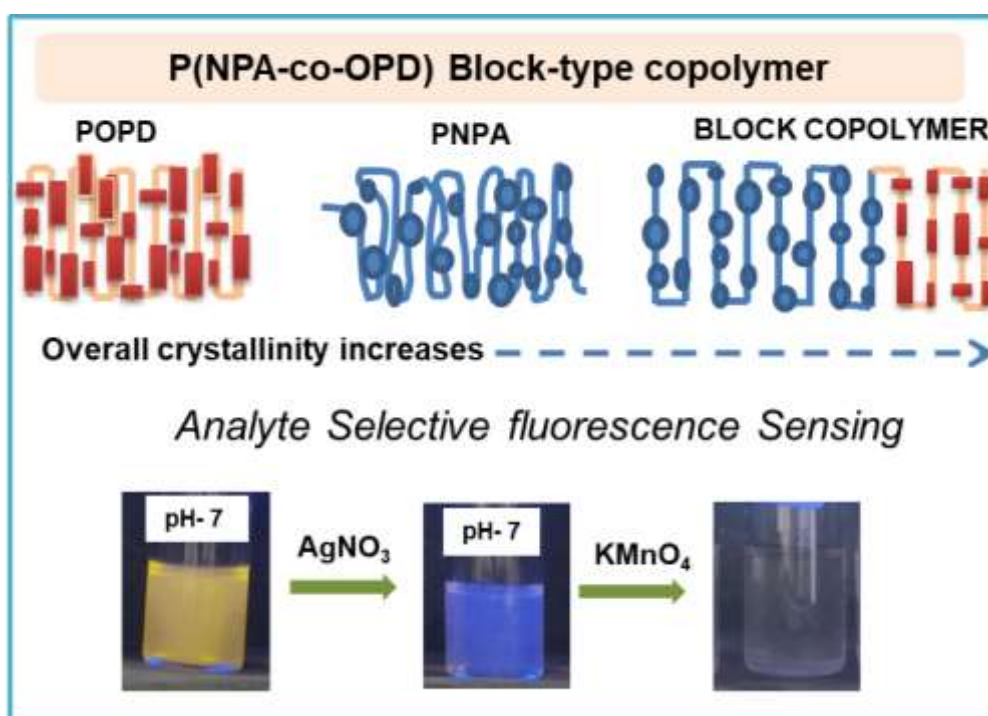 P(NPA-co-OPD) Block-type copolymer
POPD
PNPA
BLOCK COPOLYMER
Overall crystallinity increases
Analyte Selective fluorescence Sensing
pH- 7
AgNO₃
pH- 7
KMnO₄